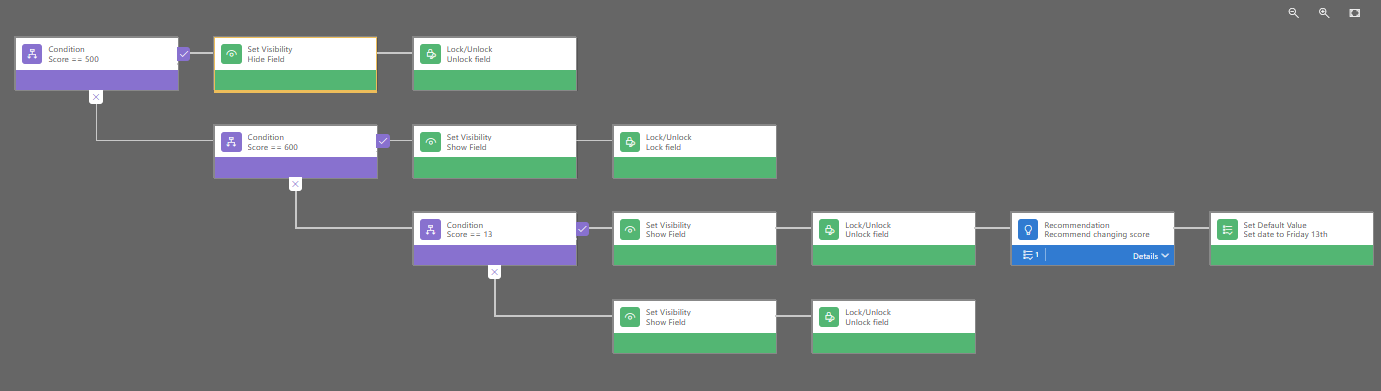 Condition
Score == 500
Set Visibility
Hide Field
Lock/Unlock
Unlock field
Condition
Score == 600
Set Visibility
Show Field
Lock/Unlock
Lock field
Condition
Score == 13
Set Visibility
Show Field
Lock/Unlock
Unlock field
Recommendation
Recommend changing score
1
Details
Set Default Value
Set date to Friday 13th
Set Visibility
Show Field
Lock/Unlock
Unlock field